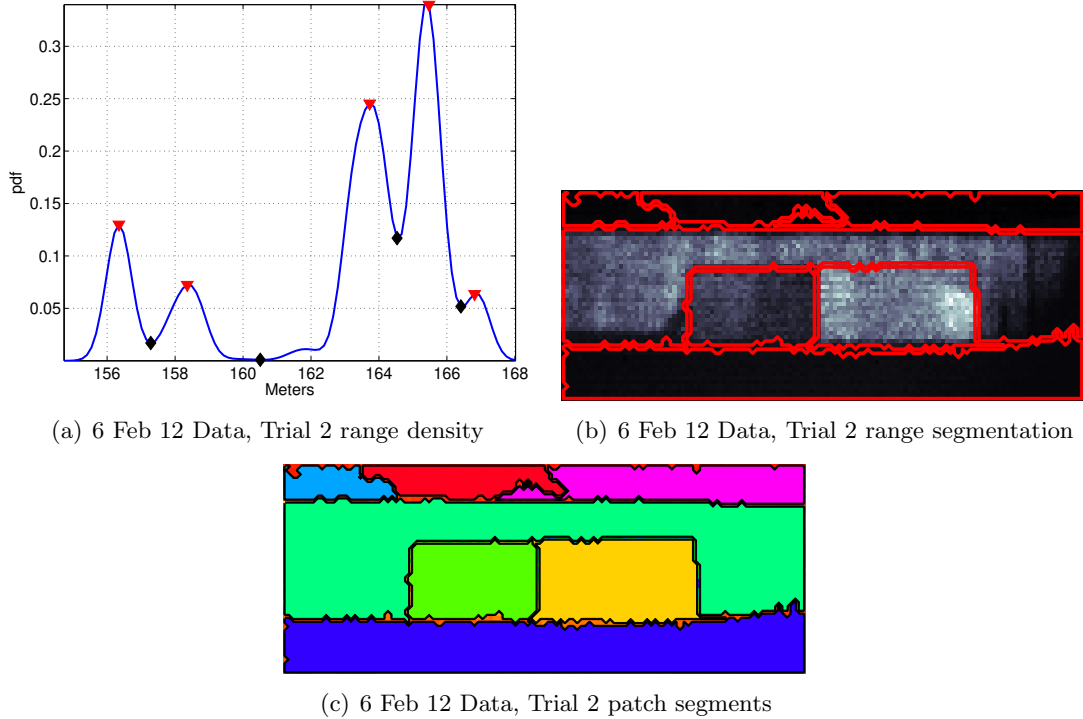 0.3
0.25
0.2
0.15
0.1
0.05
pdf
156 158 160 162 164 166 168
Meters
(a) 6 Feb 12 Data, Trial 2 range density
(b) 6 Feb 12 Data, Trial 2 range segmentation
(c) 6 Feb 12 Data, Trial 2 patch segments